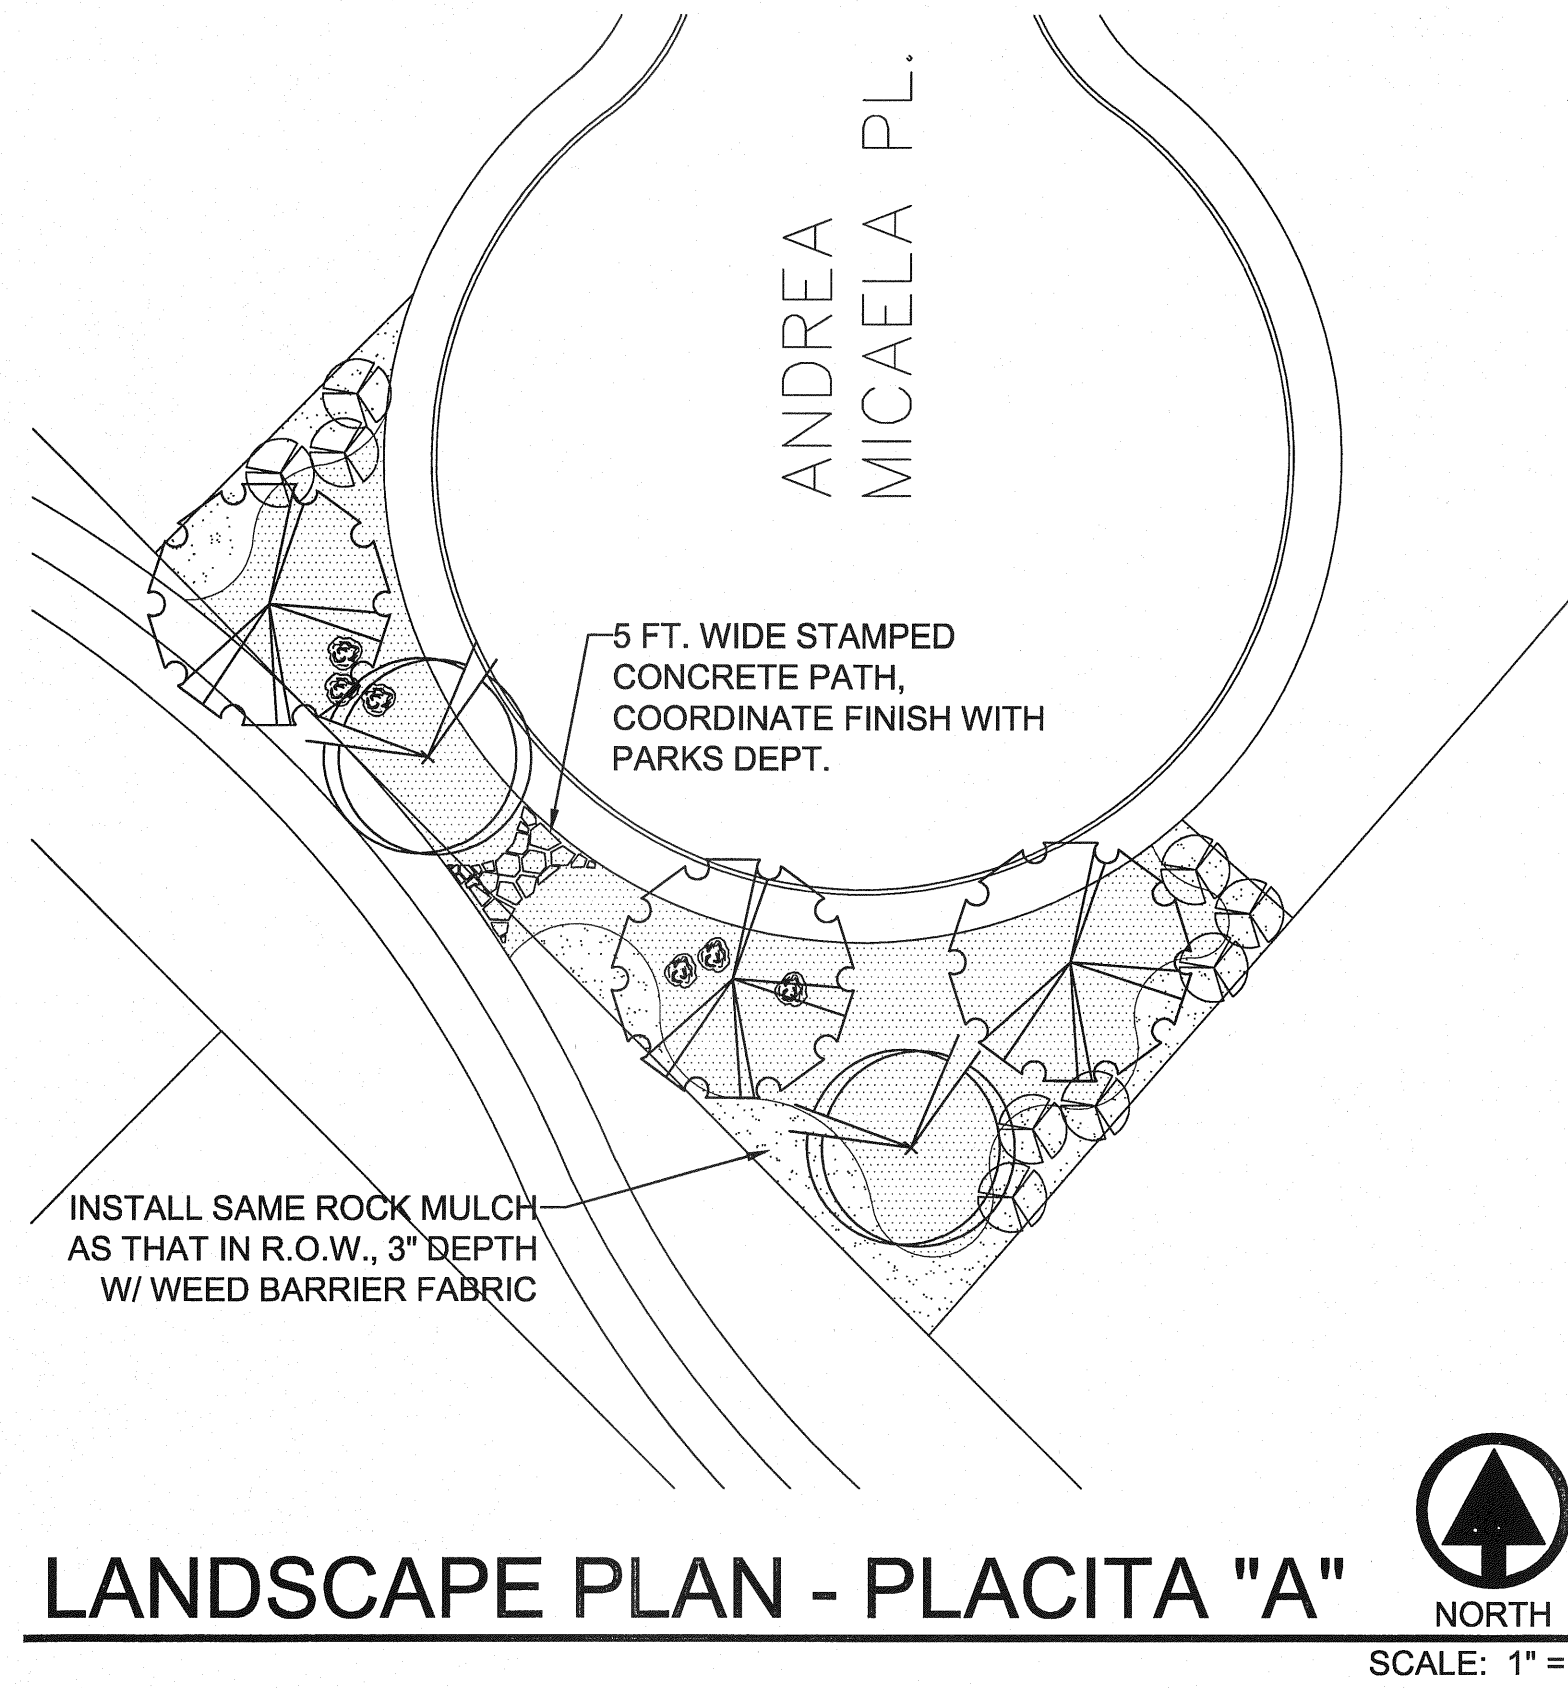 ANDREA
MICAELA PL.
5 FT. WIDE STAMPED
CONCRETE PATH,
COORDINATE FINISH WITH
PARKS DEPT.
INSTALL SAME ROCK MULCH
AS THAT IN R.O.W., 3" DEPTH
W/ WEED BARRIER FABRIC
LANDSCAPE PLAN - PLACITA "A"
NORTH
SCALE: 1" =